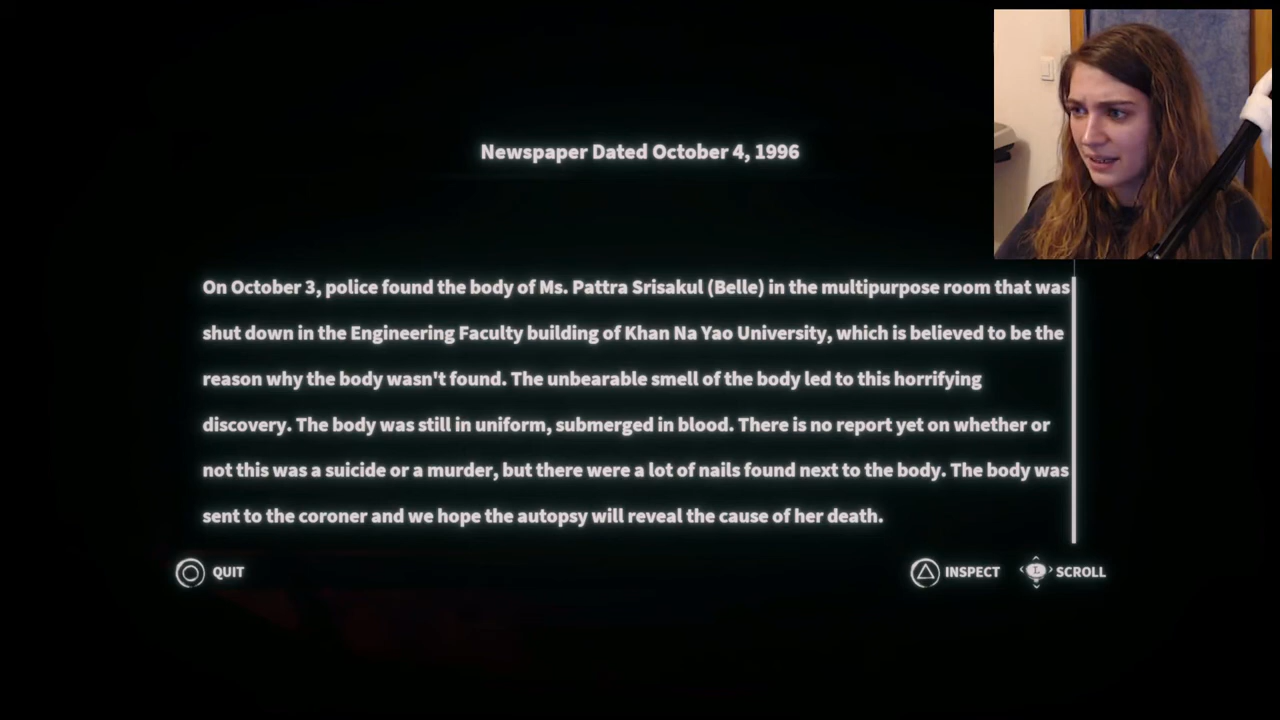 Newspaper Dated October 4, 1996
On October 3, police found the body of Ms. Pattra Srisakul (Belle) in the multipurpose room that was
shut down in the Engineering Faculty building of Khan Na Yao University, which is believed to be the
reason why the body wasn't found. The unbearable smell of the body led to this horrifying
discovery. The body was still in uniform, submerged in blood. There is no report yet on whether or
not this was a suicide or a murder, but there were a lot of nails found next to the body. The body was
sent to the coroner and we hope the autopsy will reveal the cause of her death.
QUIT
INSPECT
L
SCROLL